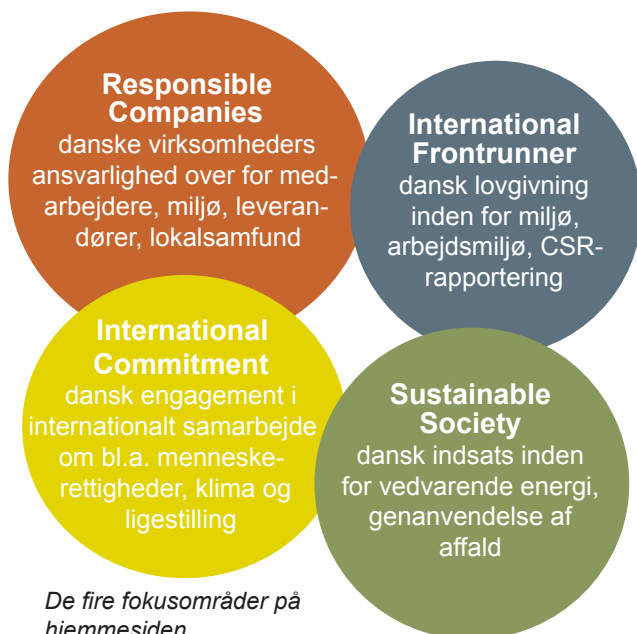 Responsible
Companies
danske virksomheders
ansvarlighed over for med-
arbejdere, miljø, leveran-
dører, lokalsamfund
International
Frontrunner
dansk lovgivning
inden for miljø,
arbejdsmiljø, CSR-
rapportering
International
Commitment
dansk engagement i
internationalt samarbejde
om bl.a. menneske-
rettigheder, klima og
ligestilling
Sustainable
Society
dansk indsats inden
for vedvarende energi,
genanvendelse af
affald
De fire fokusområder på
hjemmesiden